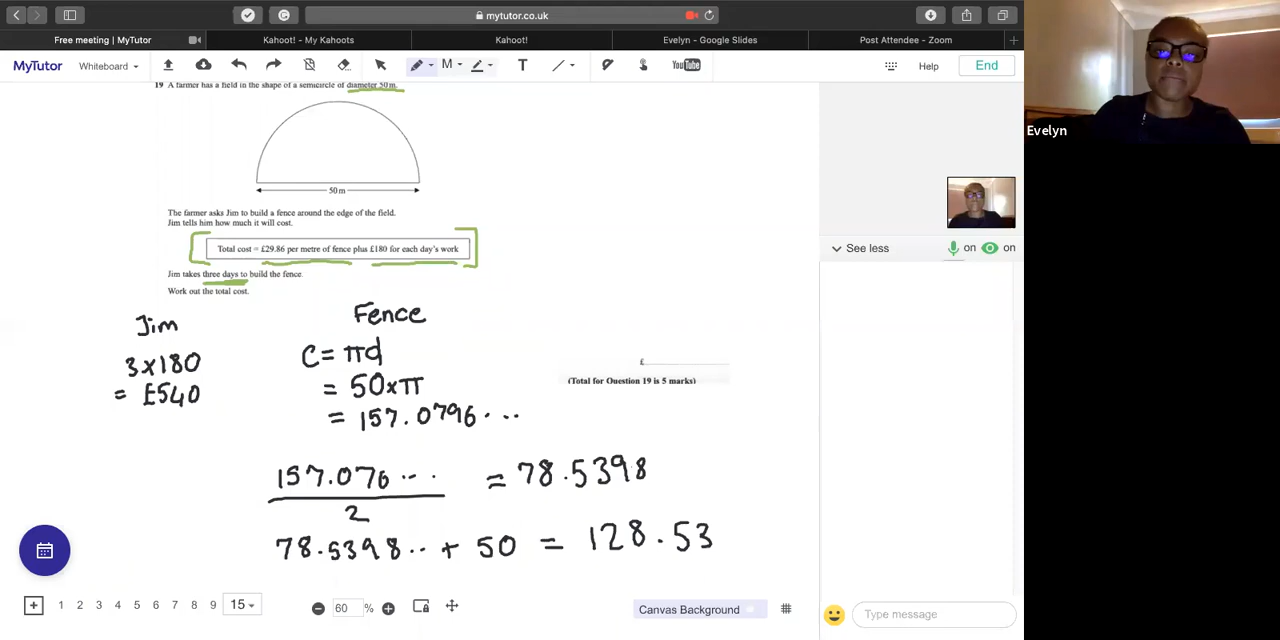 mytutor.co.uk
Free meeting | MyTutor
Kahoot! - My Kahoots
Kahoot!
Evelyn - Google Slides
Post Attendee - Zoom
MyTutor
Whiteboard
M
T
YouTube
Help
End
Evelyn
19 A farmer has a field in the shape of a semicircle of diameter 50 m.
50 m
The farmer asks Jim to build a fence around the edge of the field.
Jim tells him how much it will cost.
Total cost = £29.86 per metre of fence plus £180 for each day's work
Jim takes three days to build the fence.
Work out the total cost.
See less
on
on
Jim
3×180
= £540
Fence
C = πd
= 50×π
= 157.0796...
£
(Total for Question 19 is 5 marks)
157.076... = 78.5398
2
78.5398.. + 50 = 128.53
1 2 3 4 5 6 7 8 9 15
60 %
Canvas Background
Type message